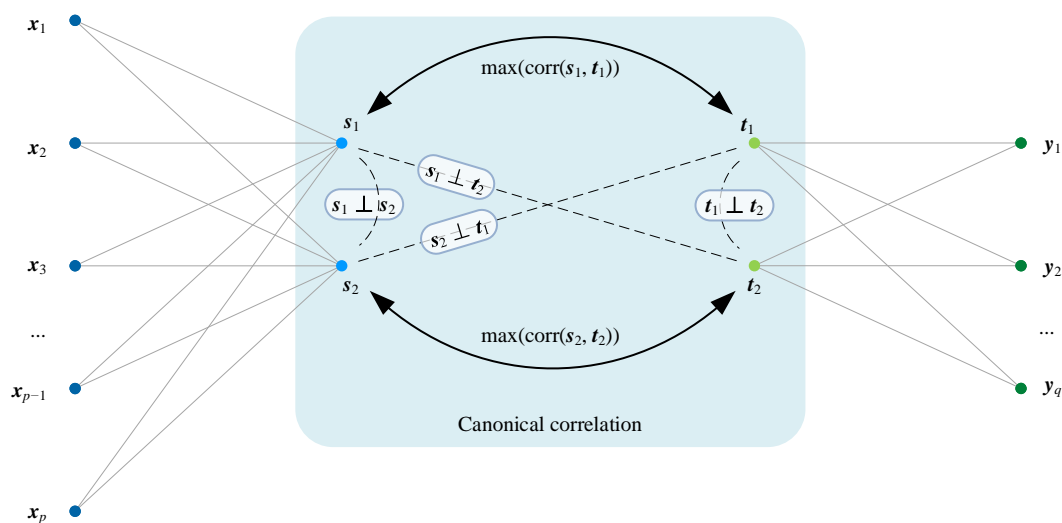 x1
x2
x3
...
xp−1
xp
max(corr(s1, t1))
s1
t1
s1 ⊥ t2
s1 ⊥ s2
s2 ⊥ t1
t1 ⊥ t2
s2
t2
max(corr(s2, t2))
Canonical correlation
y1
y2
...
yq